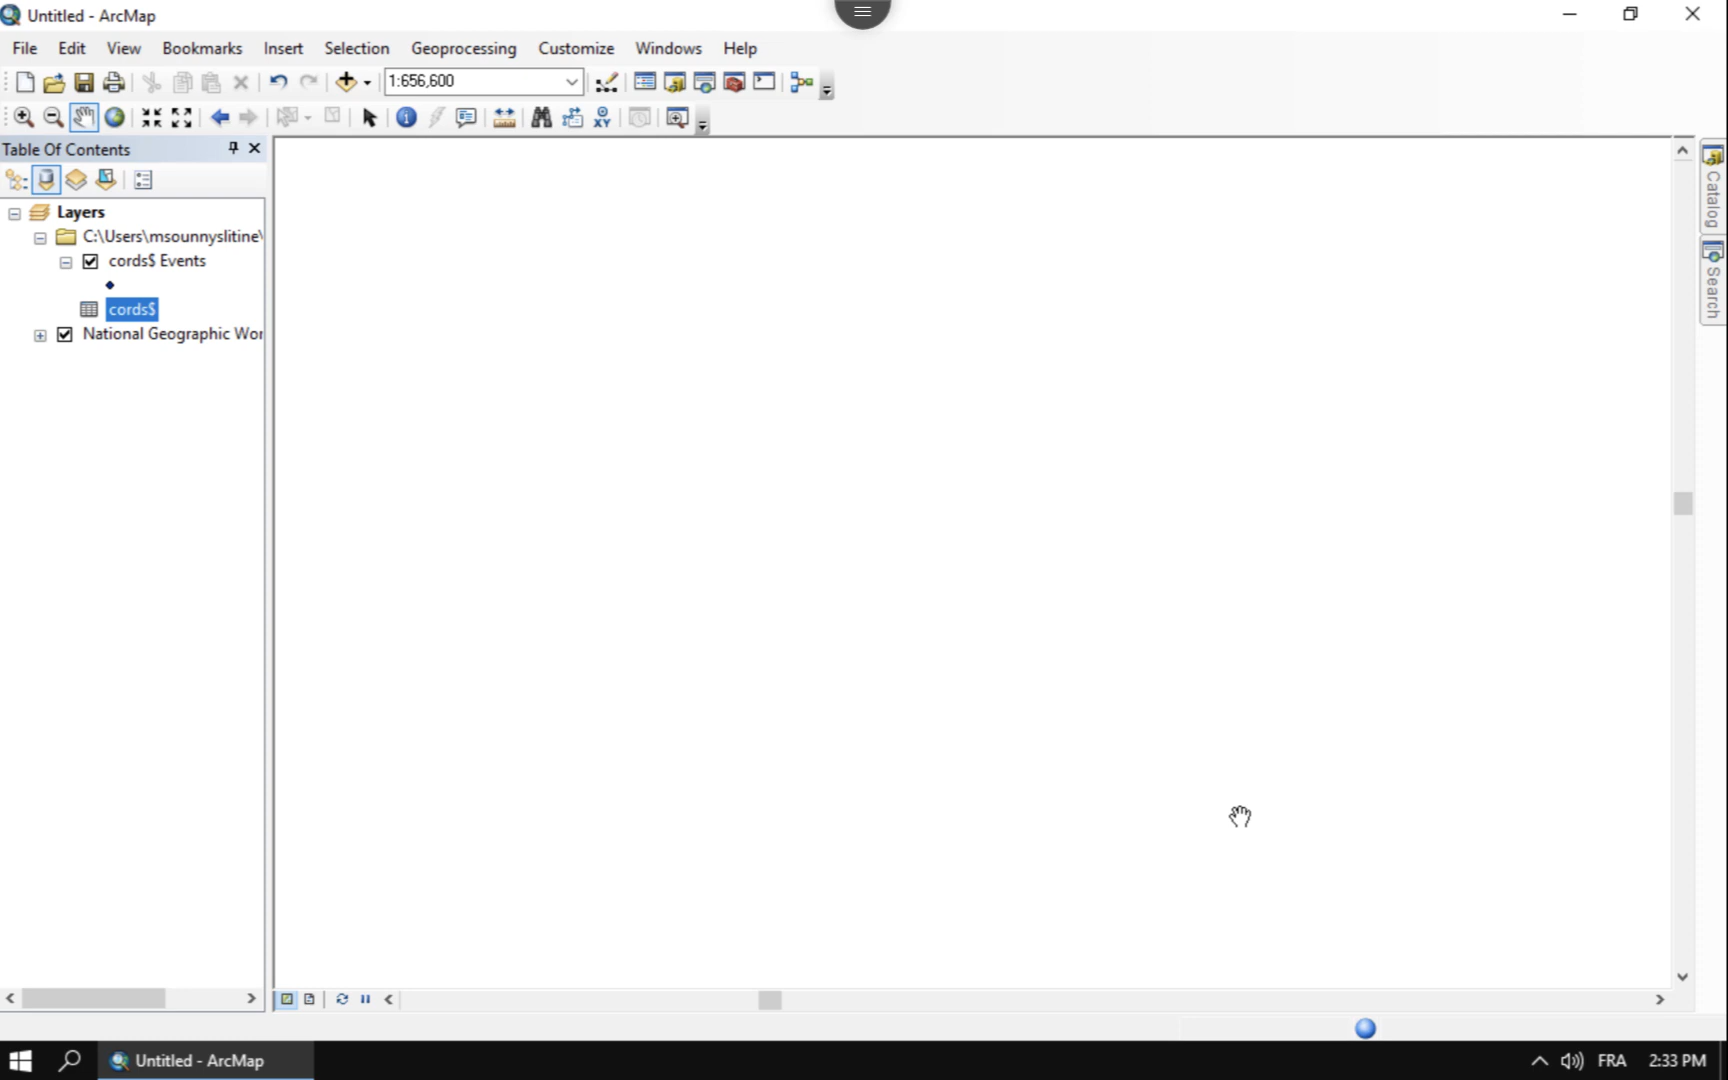 Untitled - ArcMap
File Edit View Bookmarks Insert Selection Geoprocessing Customize Windows Help
1:656,600
Table Of Contents
Layers
C:\Users\msounnyslitine\
cords$ Events
cords$
National Geographic Wor
Catalog
Search
Untitled - ArcMap
FRA 2:33 PM